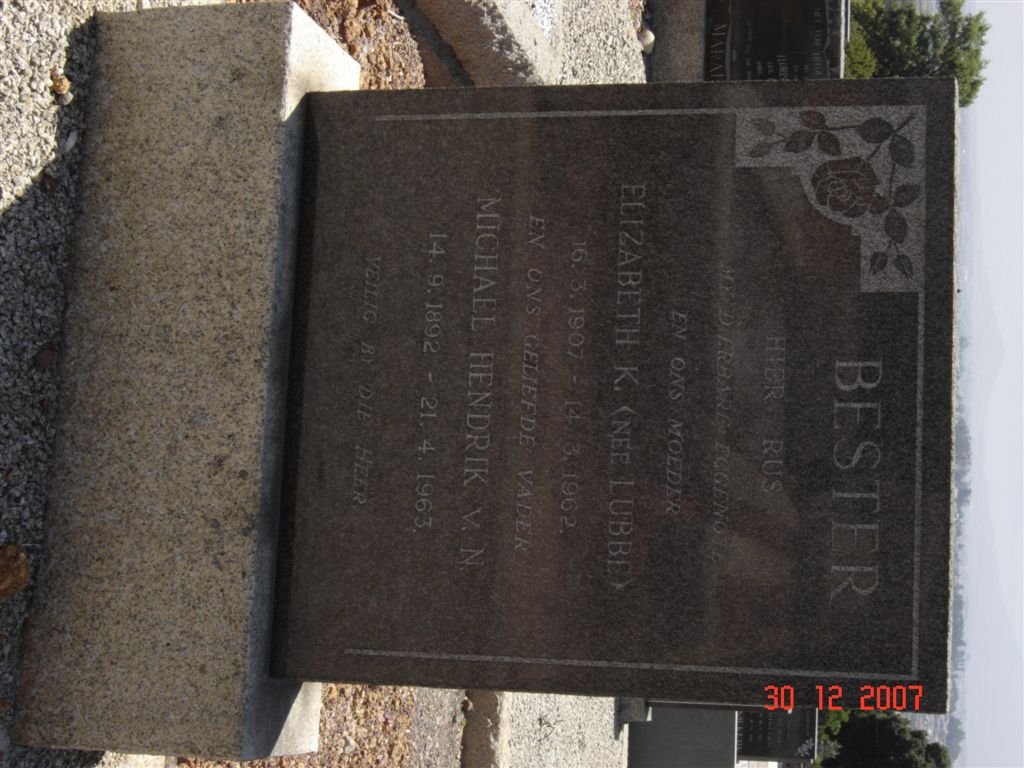 BESTER
HIER RUS
MY DIERBARE EGGENOTE
EN ONS MOEDER
ELIZABETH K. (NEE LUBBE)
16. 3. 1907 - 14. 3. 1962.
EN ONS GELIEFDE VADER
MICHAEL HENDRIK V. N.
14. 9. 1892 - 21. 4. 1963.
VEILIG BY DIE HEER
30 12 2007